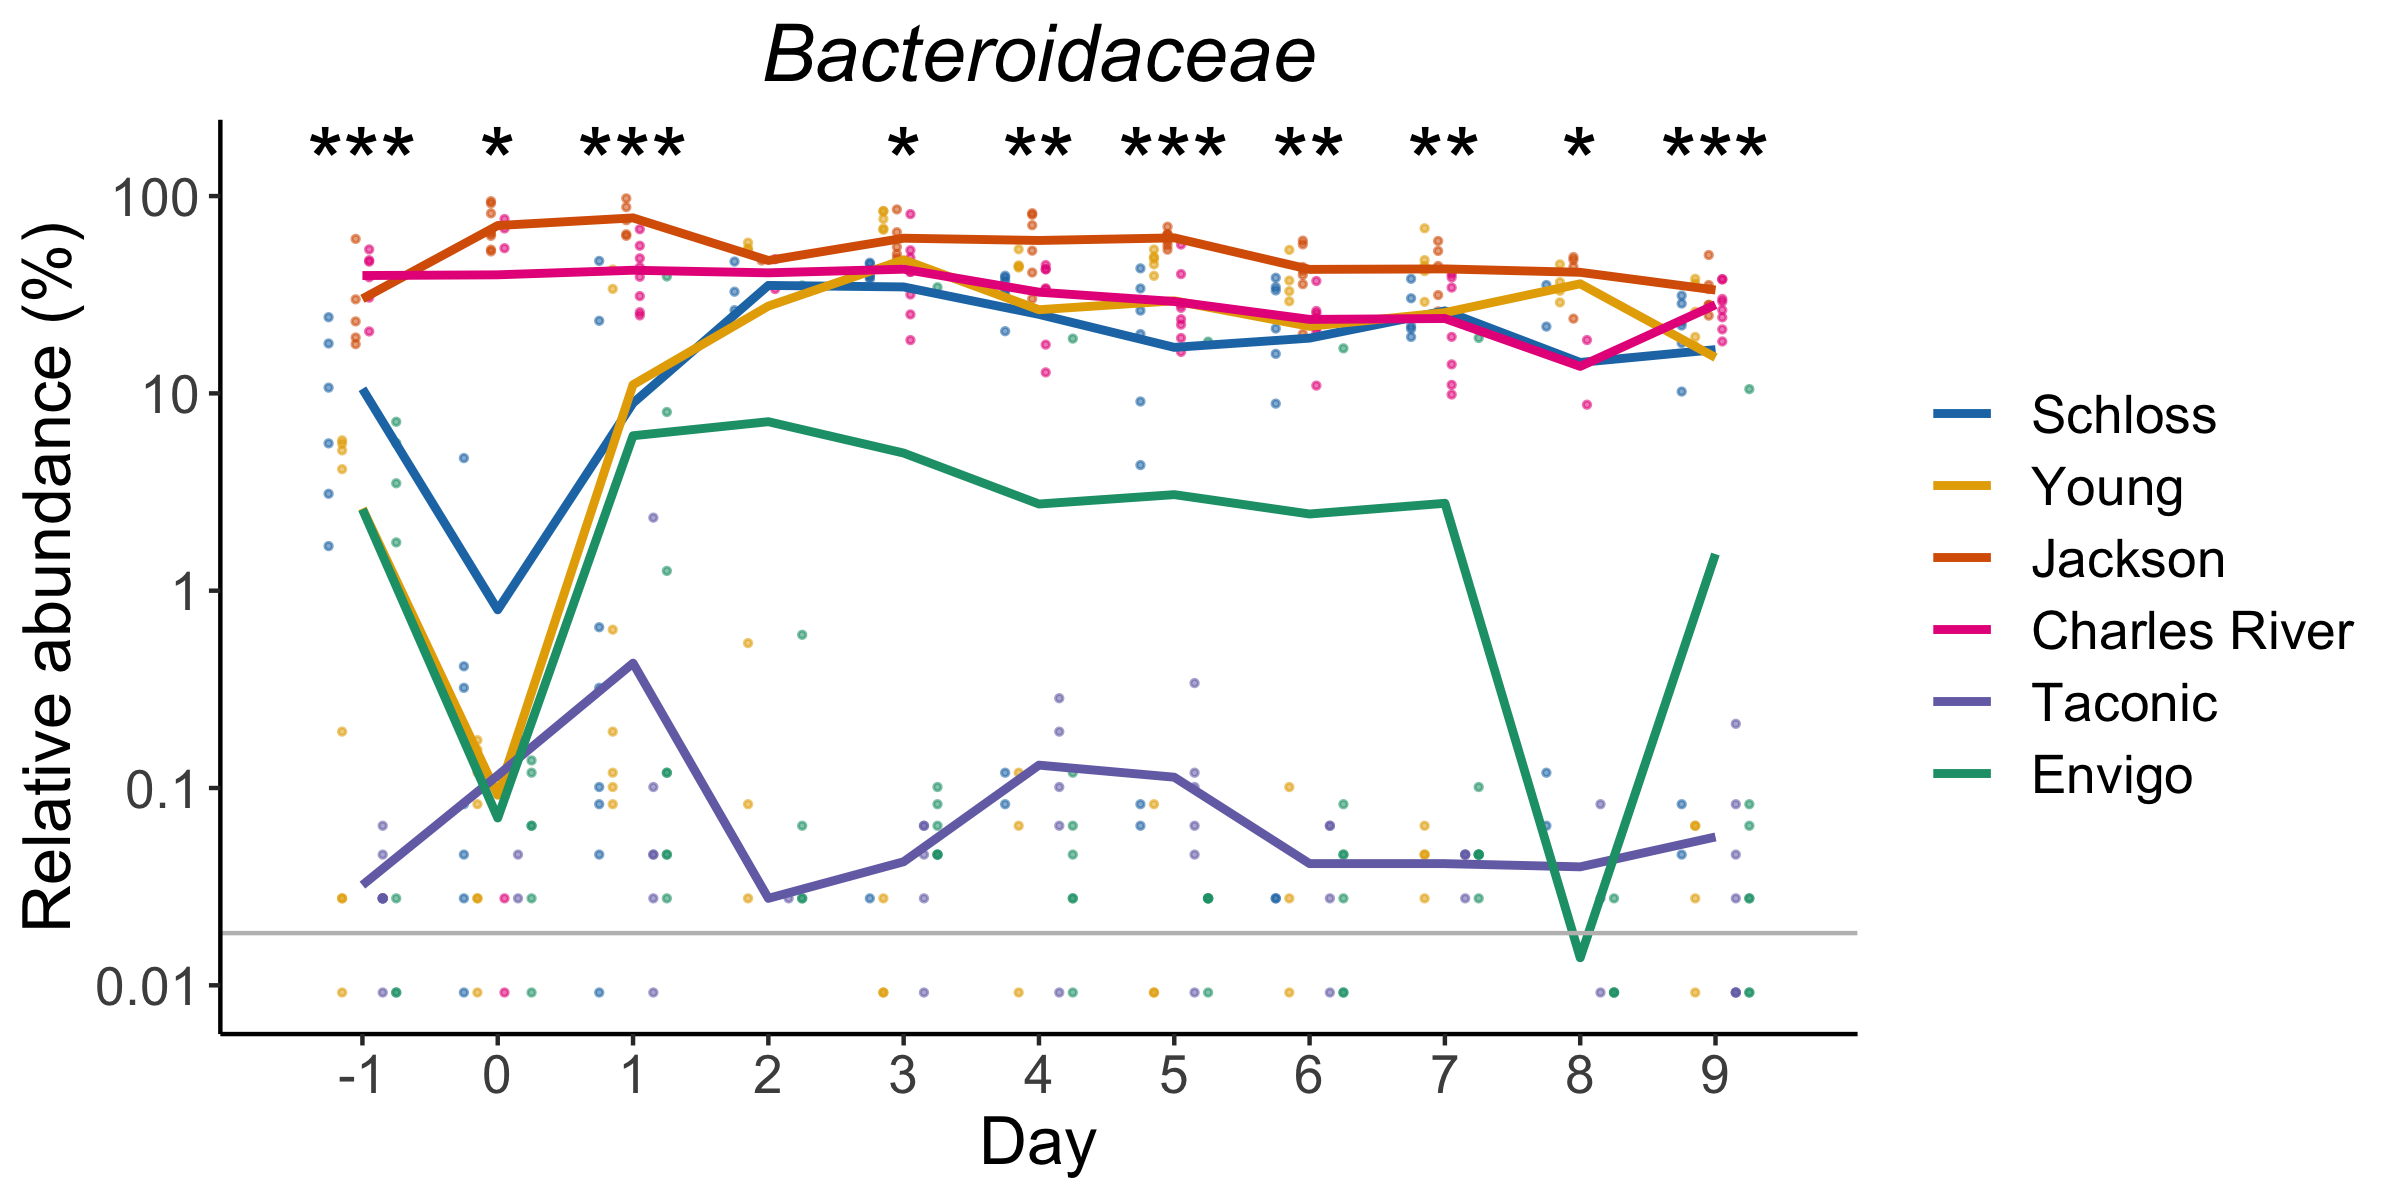 Bacteroidaceae
*** * *** * ** *** ** ** * ***
Relative abundance (%)
100
10
1
0.1
0.01
-1 0 1 2 3 4 5 6 7 8 9
Day
Schloss
Young
Jackson
Charles River
Taconic
Envigo